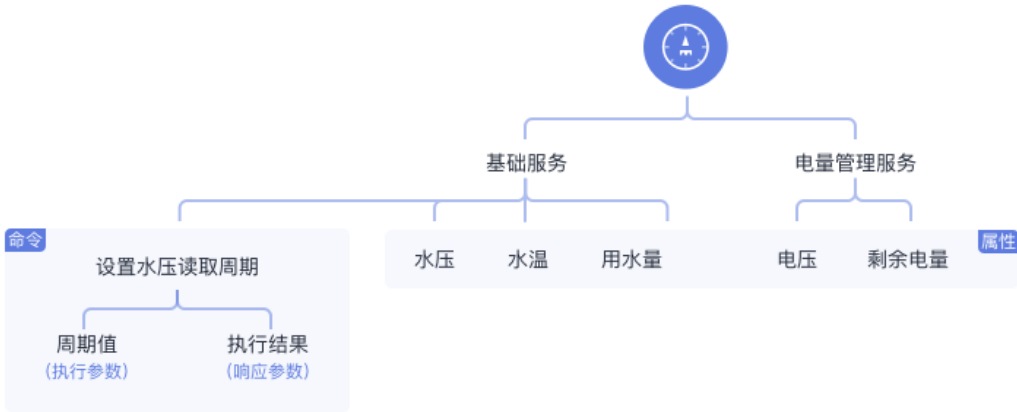 基础服务
电量管理服务
命令
设置水压读取周期
周期值
(执行参数)
执行结果
(响应参数)
水压
水温
用水量
电压
剩余电量
属性